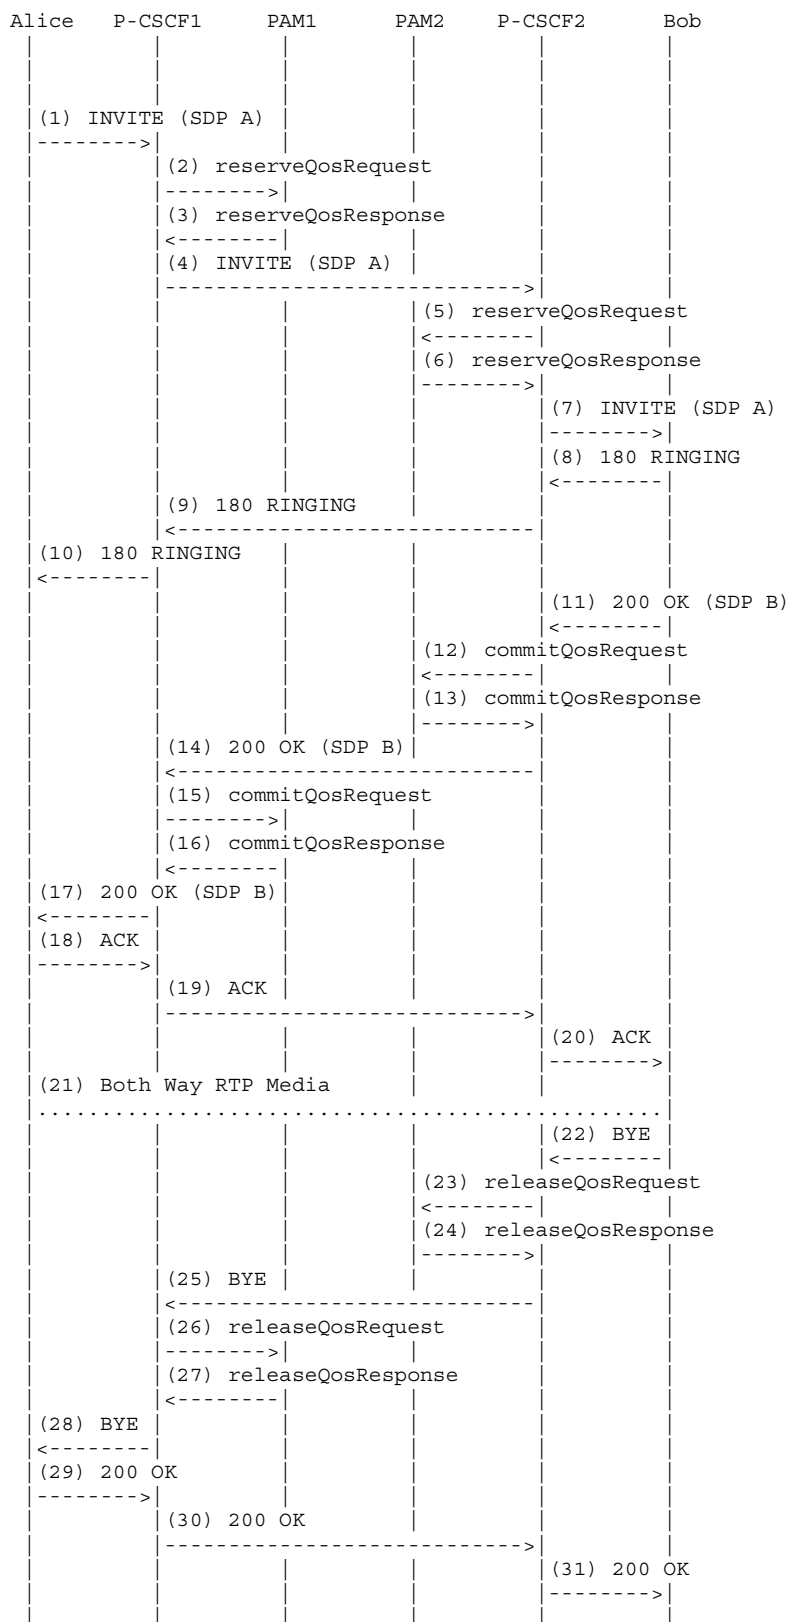 Alice P-CSCF1 PAM1 PAM2 P-CSCF2 Bob
(1) INVITE (SDP A)
(2) reserveQosRequest
(3) reserveQosResponse
(4) INVITE (SDP A)
(5) reserveQosRequest
(6) reserveQosResponse
(7) INVITE (SDP A)
(8) 180 RINGING
(9) 180 RINGING
(10) 180 RINGING
(11) 200 OK (SDP B)
(12) commitQosRequest
(13) commitQosResponse
(14) 200 OK (SDP B)
(15) commitQosRequest
(16) commitQosResponse
(17) 200 OK (SDP B)
(18) ACK
(19) ACK
(20) ACK
(21) Both Way RTP Media
(22) BYE
(23) releaseQosRequest
(24) releaseQosResponse
(25) BYE
(26) releaseQosRequest
(27) releaseQosResponse
(28) BYE
(29) 200 OK
(30) 200 OK
(31) 200 OK